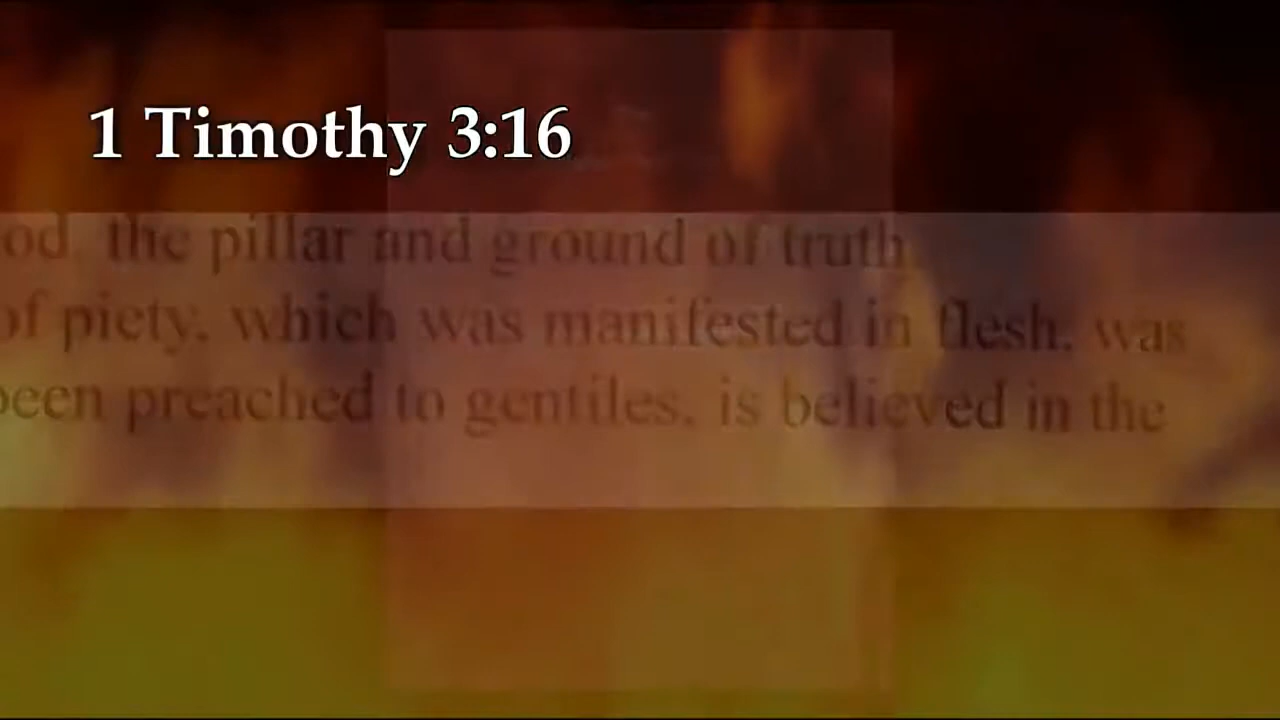 1 Timothy 3:16
od, the pillar and ground of truth
of piety, which was manifested in flesh, was
been preached to gentiles, is believed in the